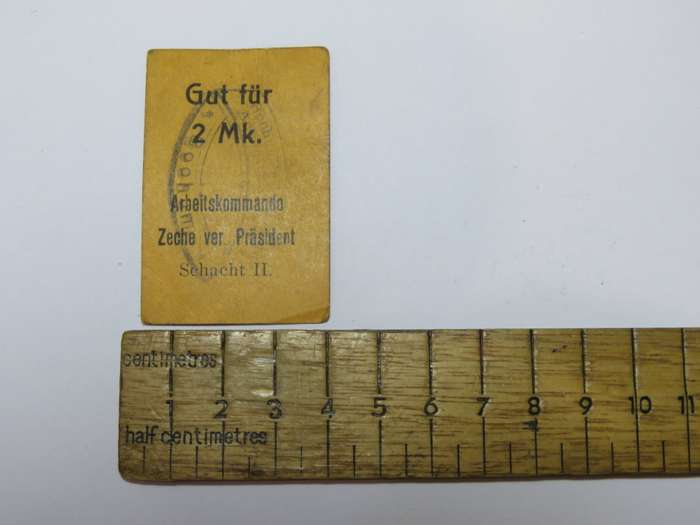 Gut für
2 Mk.
Arbeitskommando
Zeche ver. Präsident
Schacht II.
centimetres
1 2 3 4 5 6 7 8 9 10 11
half centimetres